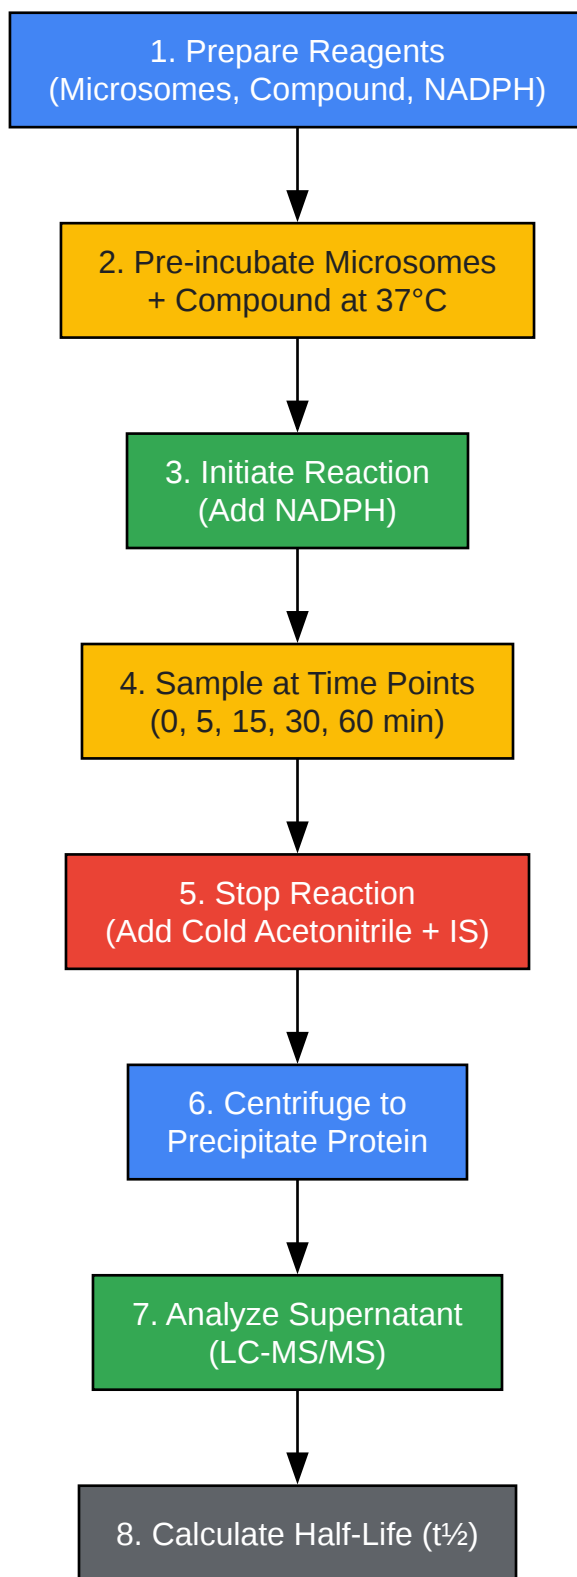 1. Prepare Reagents
(Microsomes, Compound, NADPH)
2. Pre-incubate Microsomes
+ Compound at 37°C
3. Initiate Reaction
(Add NADPH)
4. Sample at Time Points
(0, 5, 15, 30, 60 min)
5. Stop Reaction
(Add Cold Acetonitrile + IS)
6. Centrifuge to
Precipitate Protein
7. Analyze Supernatant
(LC-MS/MS)
8. Calculate Half-Life (t½)